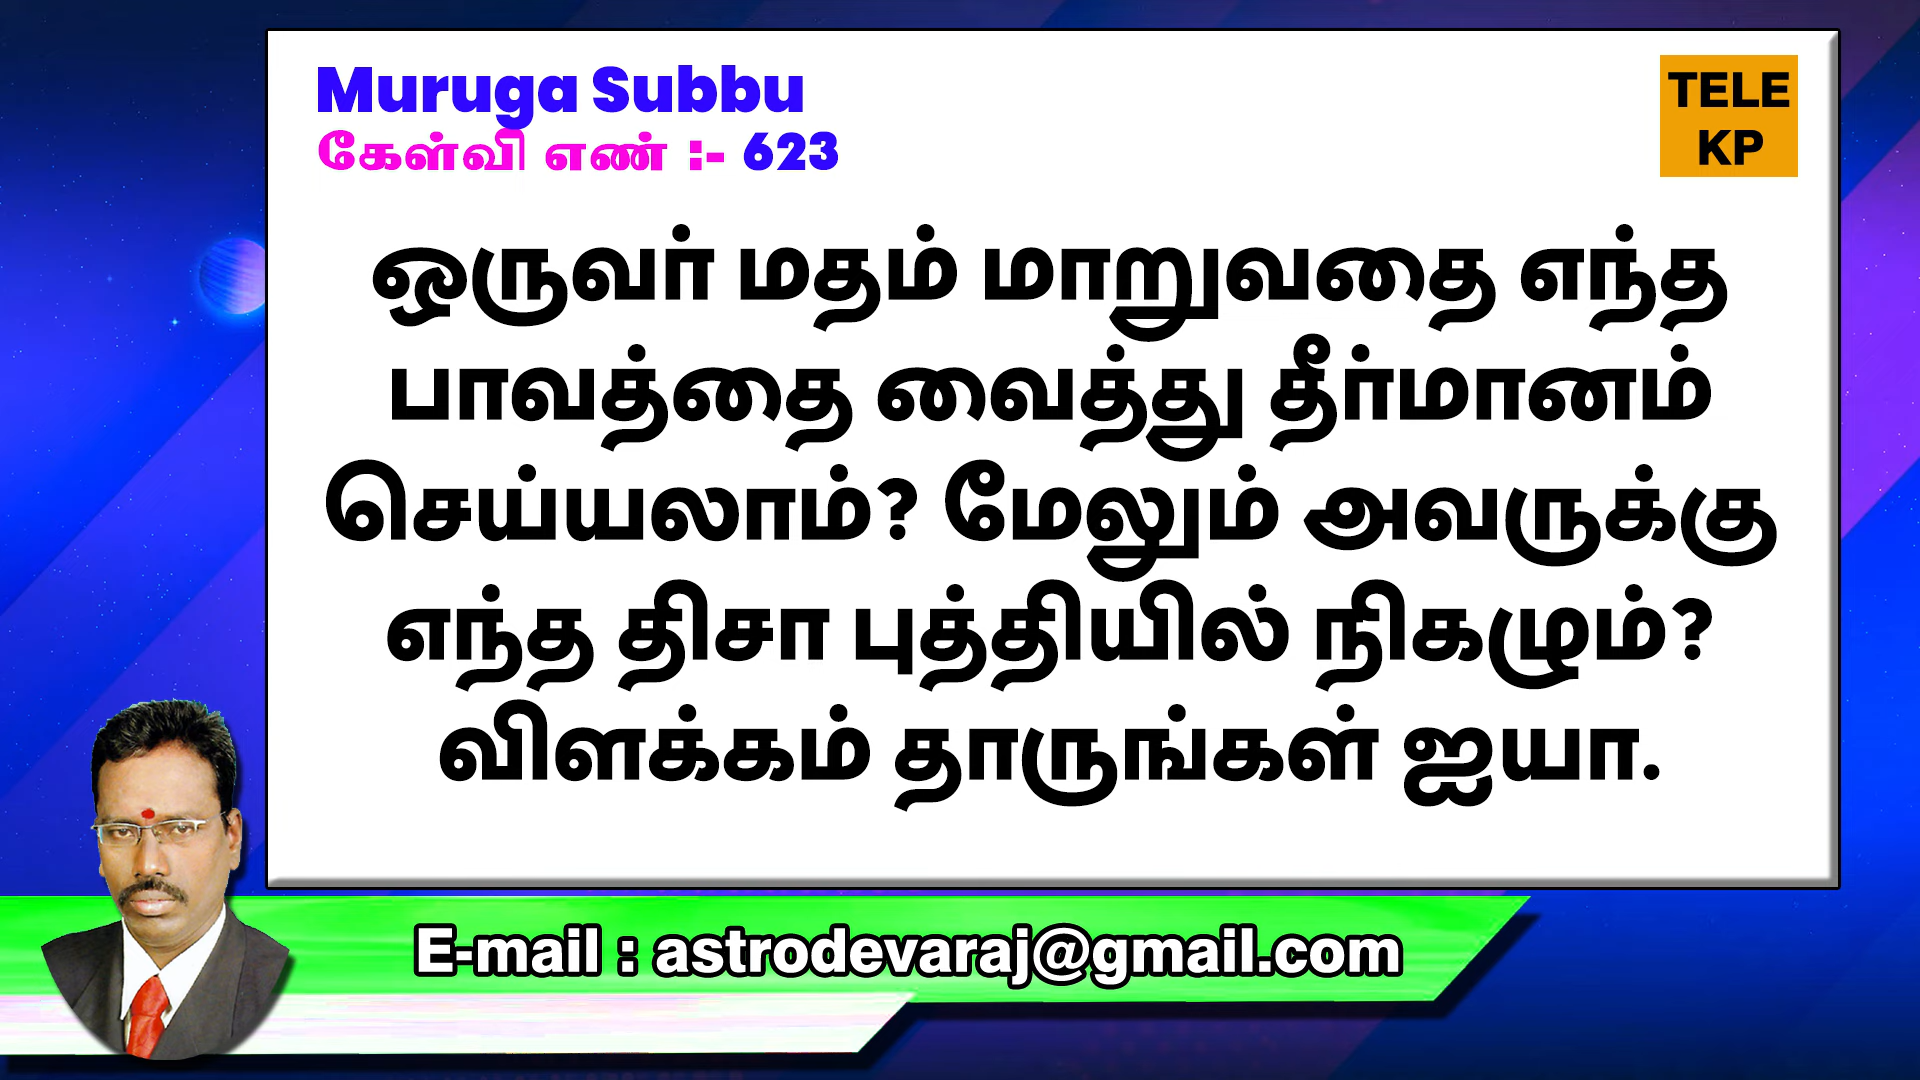 Muruga Subbu
கேள்வி எண் :- 623
TELE
KP
ஒருவர் மதம் மாறுவதை எந்த
பாவத்தை வைத்து தீர்மானம்
செய்யலாம்? மேலும் அவருக்கு
எந்த திசா புத்தியில் நிகழும்?
விளக்கம் தாருங்கள் ஐயா.
E-mail : astrodevaraj@gmail.com